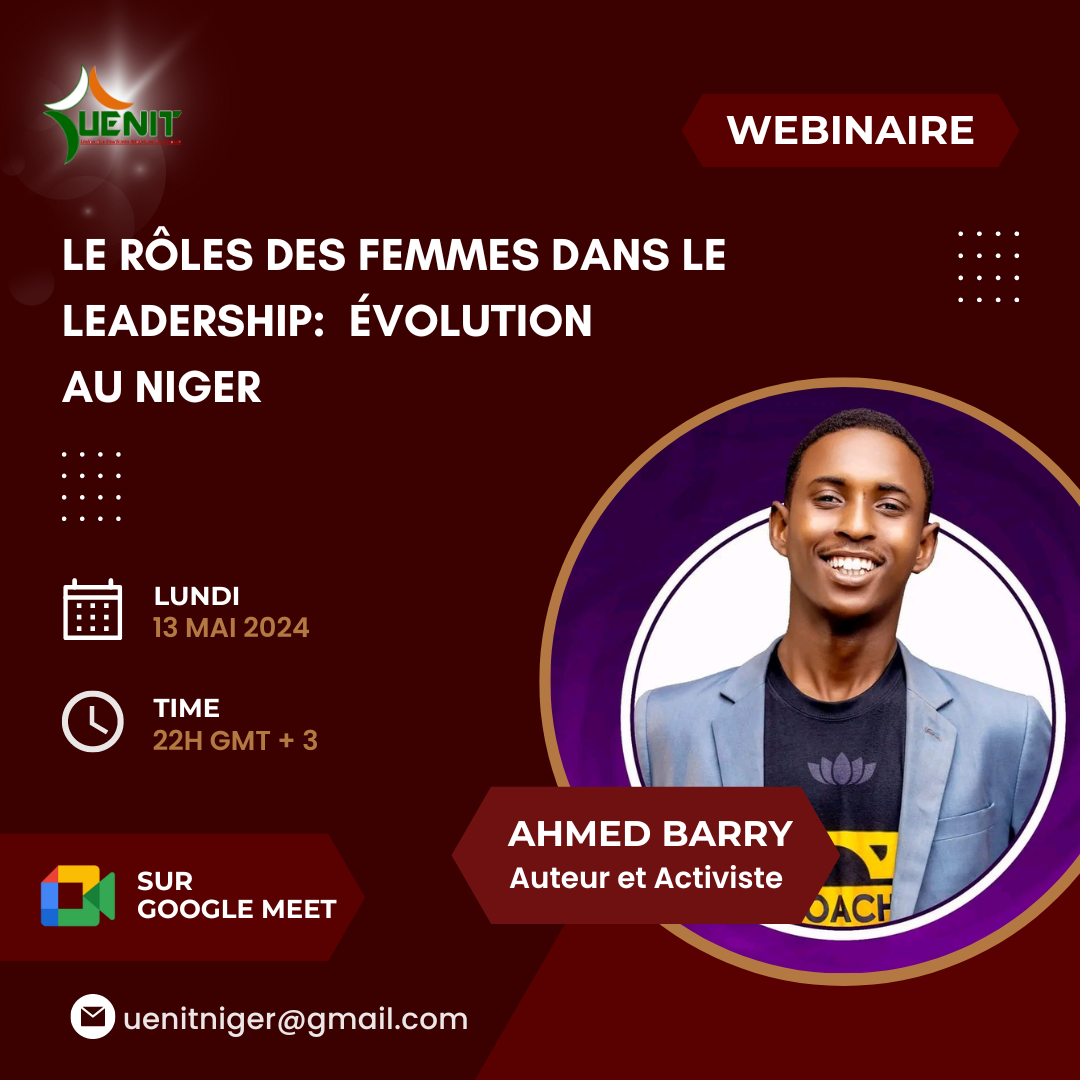 UENIT
WEBINAIRE
LE RÔLES DES FEMMES DANS LE
LEADERSHIP: ÉVOLUTION
AU NIGER
LUNDI
13 MAI 2024
TIME
22H GMT + 3
AHMED BARRY
Auteur et Activiste
OACH
SUR
GOOGLE MEET
uenitniger@gmail.com